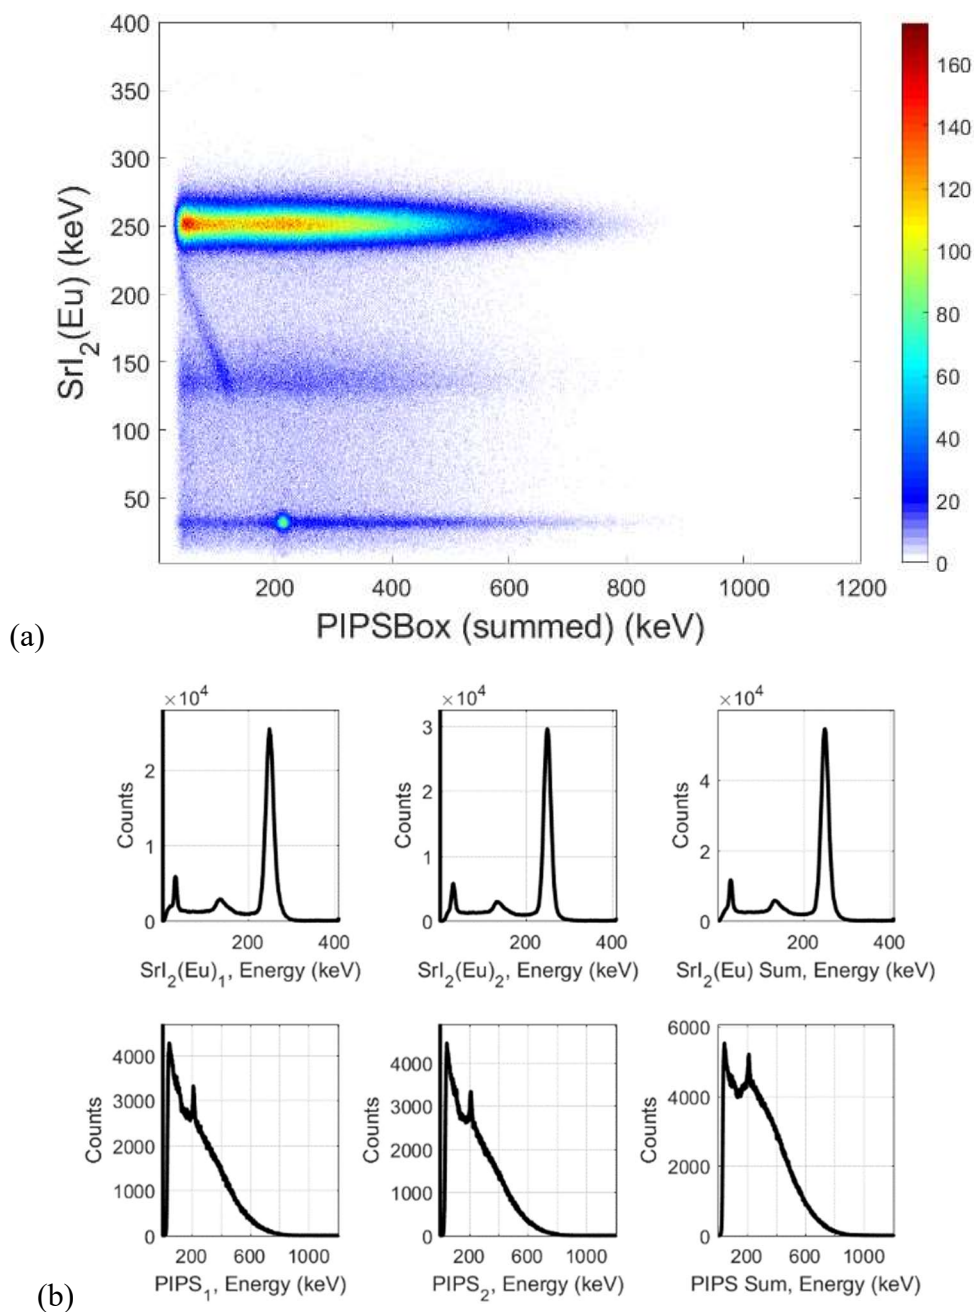 400
350
300
250
200
150
100
50
SrI2(Eu) (keV)
200 400 600 800 1000 1200
PIPSBox (summed) (keV)
160
140
120
100
80
60
40
20
0
(a)
×10^4
2
1
0
Counts
200 400
SrI2(Eu)1, Energy (keV)
×10^4
3
2
1
0
Counts
200 400
SrI2(Eu)2, Energy (keV)
×10^4
4
2
0
Counts
200 400
SrI2(Eu) Sum, Energy (keV)
4000
3000
2000
1000
0
Counts
200 600 1000
PIPS1, Energy (keV)
4000
3000
2000
1000
0
Counts
200 600 1000
PIPS2, Energy (keV)
6000
4000
2000
0
Counts
200 600 1000
PIPS Sum, Energy (keV)
(b)